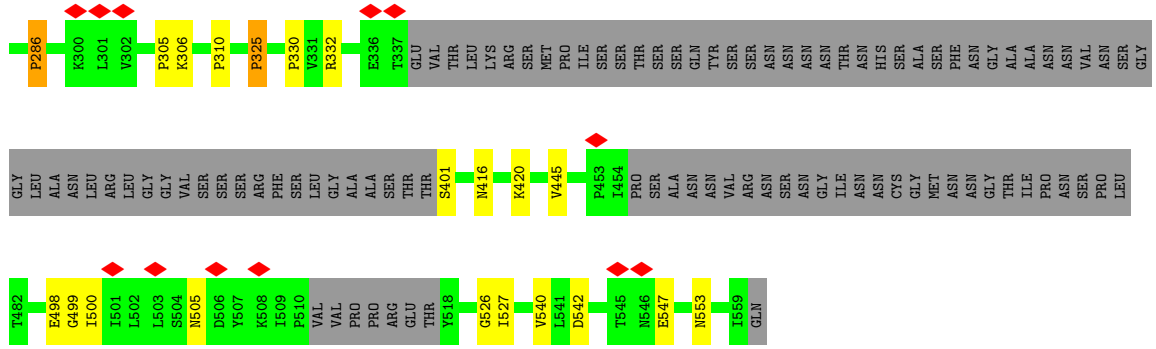 P286 K300 L301 V302 P305 K306 P310 P325 P330 V331 R332 E336 T337 GLU VAL THR LEU LYS ARG SER MET PRO ILE SER SER THR SER SER GLN TYR SER SER ASN ASN ASN ASN THR ASN HIS SER ALA SER PHE ASN GLY ALA ALA ASN ASN VAL ASN SER GLY
GLY LEU ALA ASN LEU ARG LEU GLY GLY VAL SER SER SER ARG PHE SER LEU GLY ALA ALA SER THR THR S401 N416 K420 V445 P453 I454 PRO SER ALA ASN ASN VAL ARG ASN SER ASN GLY ILE ASN ASN CYS GLY MET ASN ASN GLY THR ILE PRO ASN SER PRO LEU
T482 E498 G499 I500 I501 L502 L503 S504 N505 D506 Y507 K508 I509 P510 VAL VAL PRO PRO ARG GLU THR Y518 G526 I527 V540 L541 D542 T545 N546 E547 N553 I559 GLN